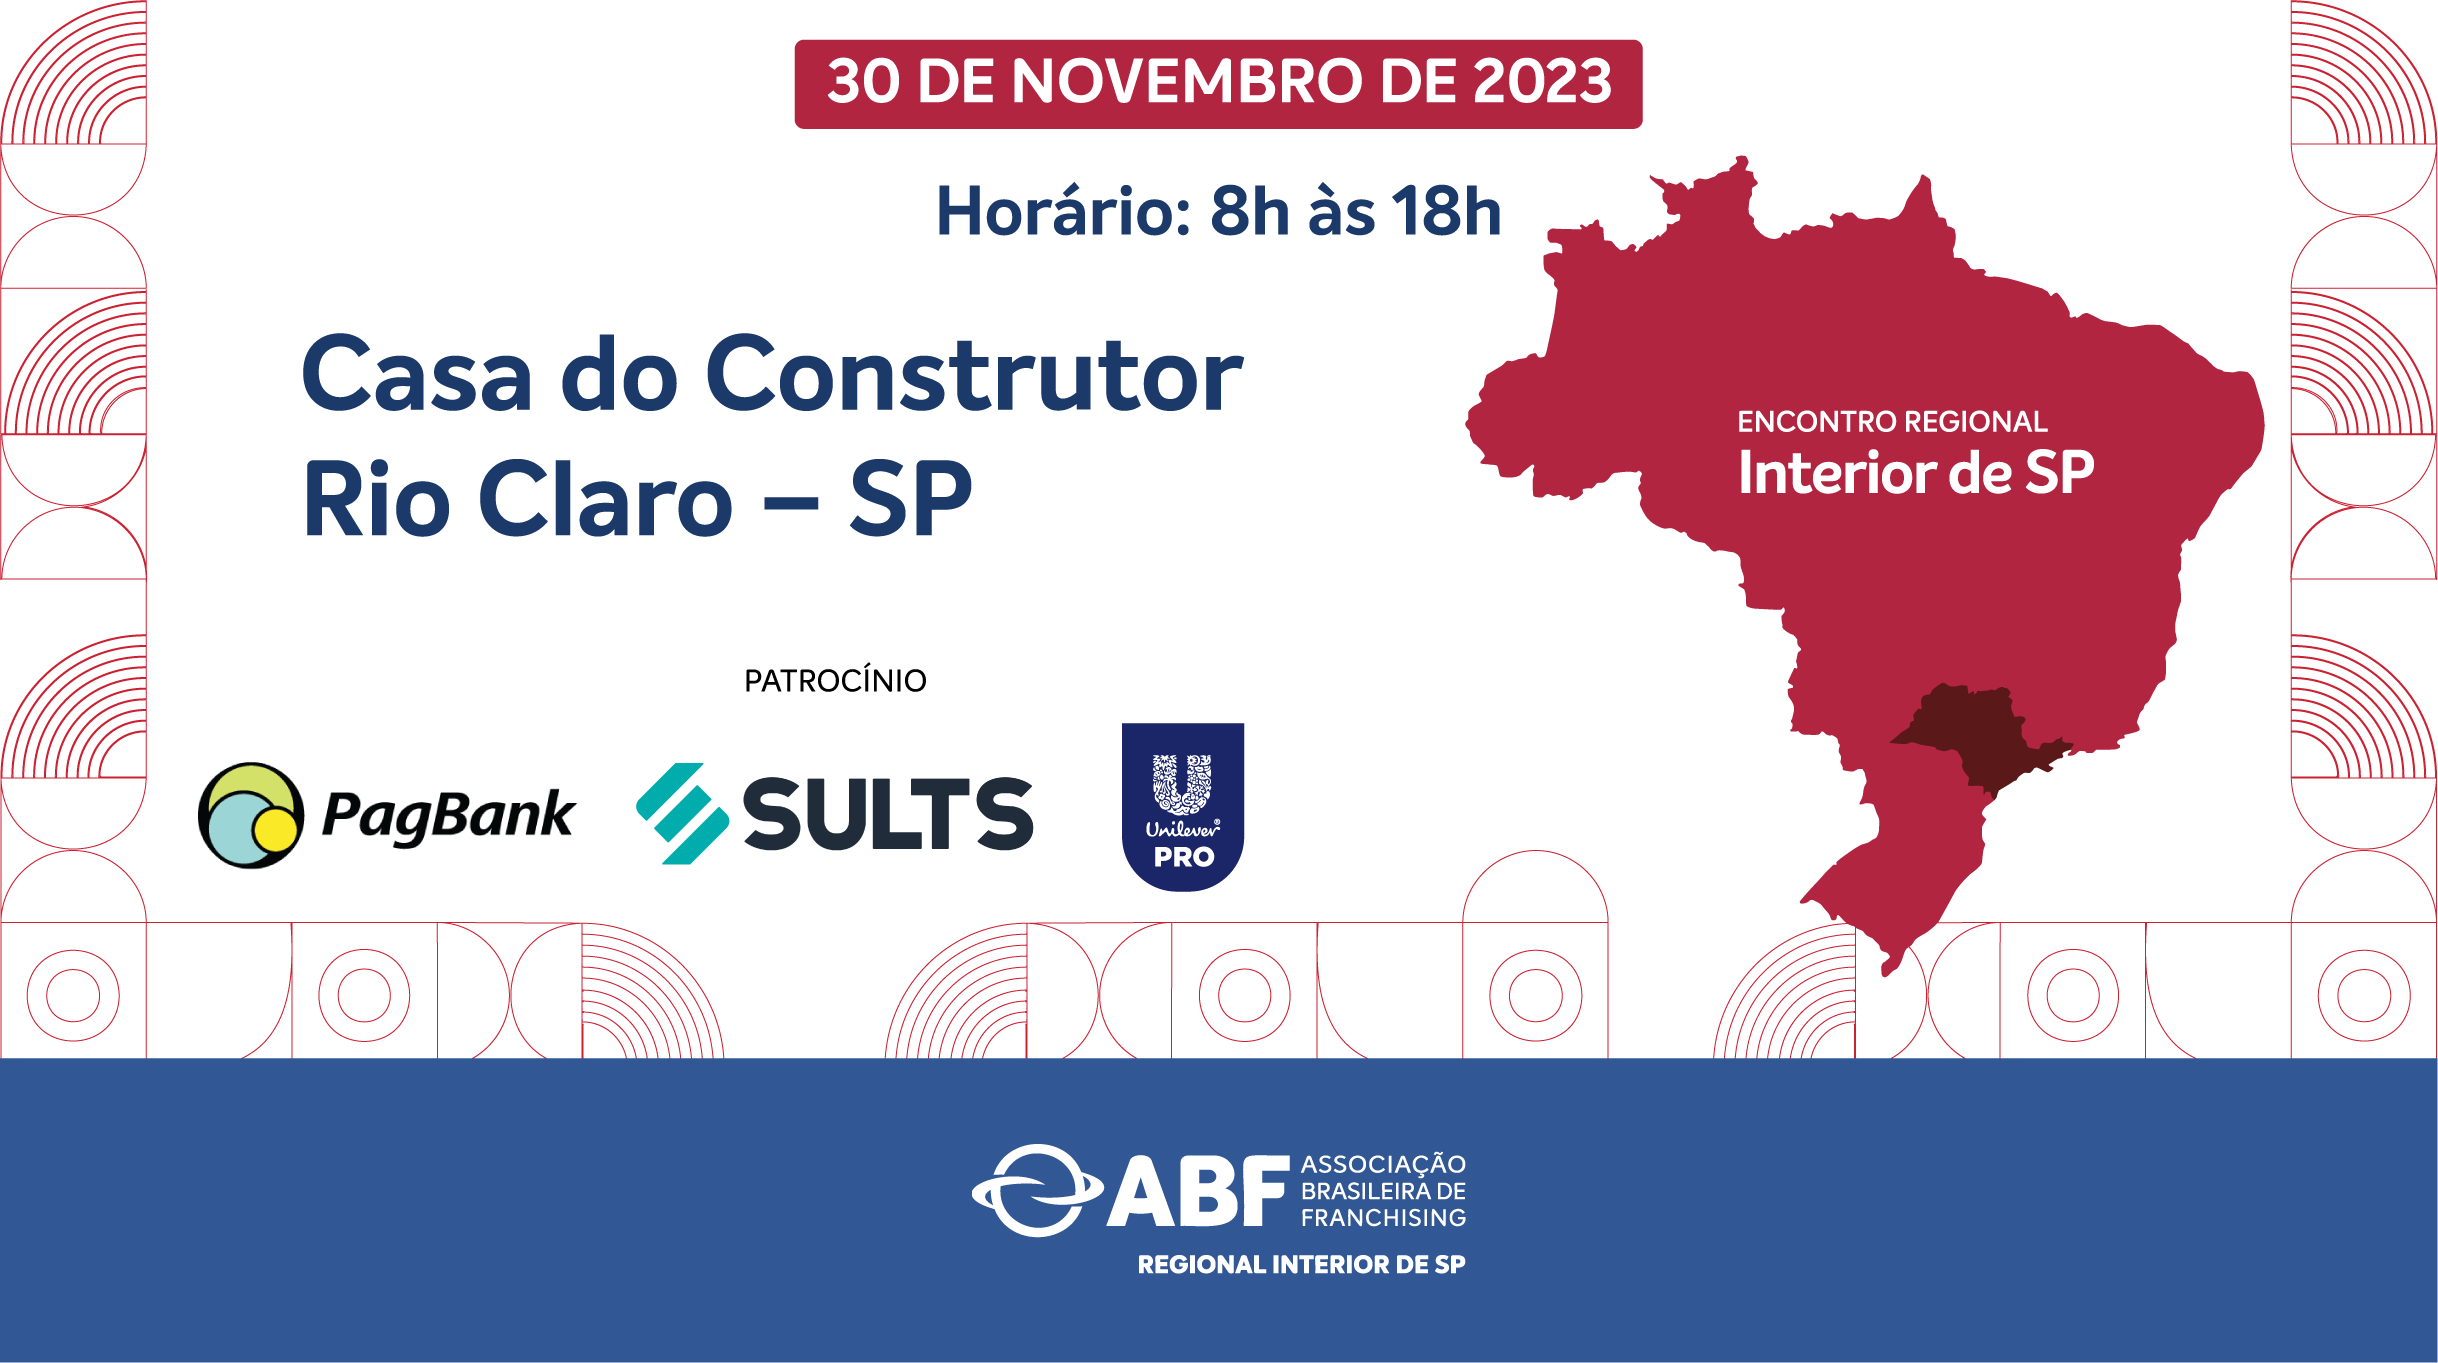 30 DE NOVEMBRO DE 2023
Horário: 8h às 18h
Casa do Construtor
Rio Claro – SP
ENCONTRO REGIONAL
Interior de SP
PATROCÍNIO
PagBank
SULTS
U
Unilever®
PRO
ABF
ASSOCIAÇÃO
BRASILEIRA DE
FRANCHISING
REGIONAL INTERIOR DE SP